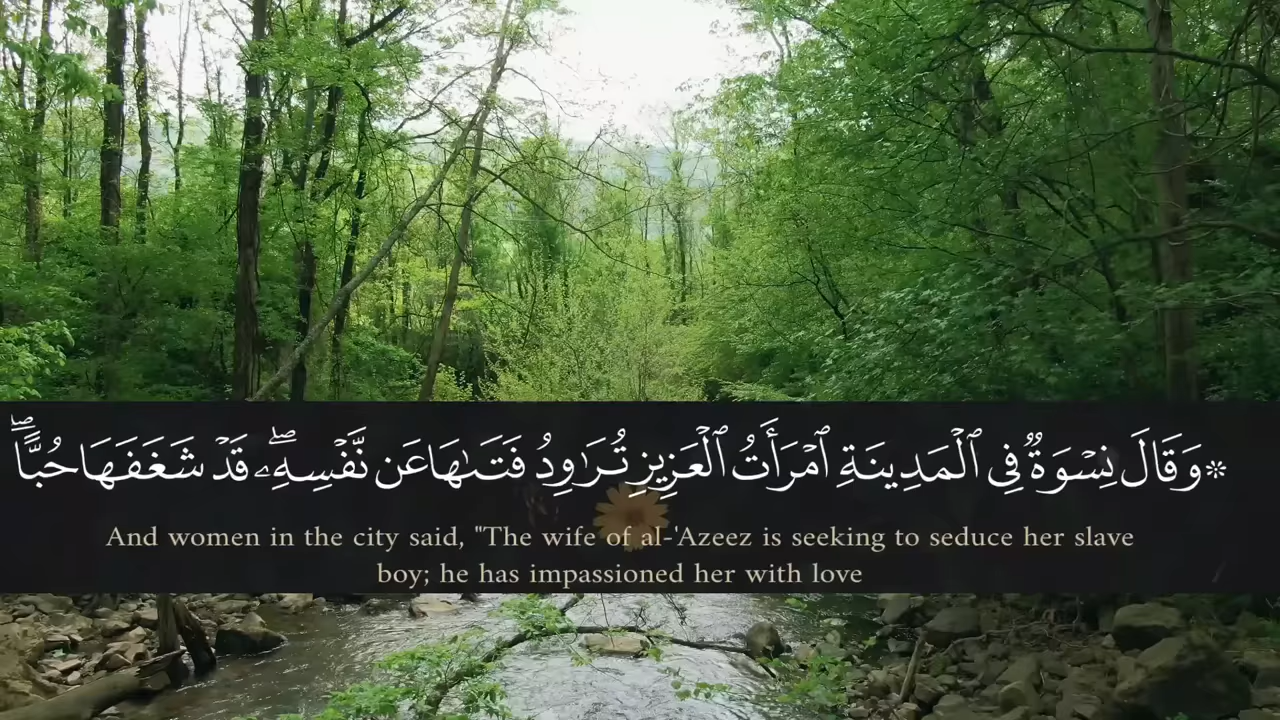 ۞ وَقَالَ نِسْوَةٌ فِى ٱلْمَدِينَةِ ٱمْرَأَتُ ٱلْعَزِيزِ تُرَٰوِدُ فَتَىٰهَا عَن نَّفْسِهِۦ ۖ قَدْ شَغَفَهَا حُبًّا ۖ
And women in the city said, "The wife of al-'Azeez is seeking to seduce her slave
boy; he has impassioned her with love